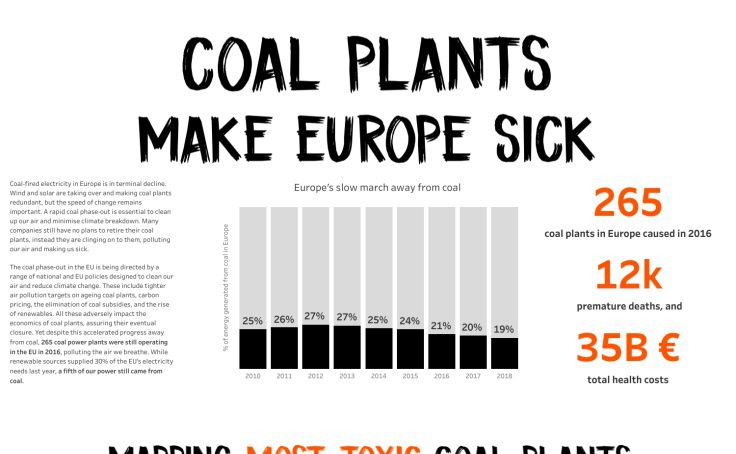 COAL PLANTS
MAKE EUROPE SICK
Coal-fired electricity in Europe is in terminal decline.
Wind and solar are taking over and making coal plants
redundant, but the speed of change remains
important. A rapid coal phase-out is essential to clean
up our air and minimise climate breakdown. Many
companies still have no plans to retire their coal
plants, instead they are clinging on to them, polluting
our air and making us sick.
The coal phase-out in the EU is being directed by a
range of national and EU policies designed to clean our
air and reduce climate change. These include tighter
air pollution targets on ageing coal plants, carbon
pricing, the elimination of coal subsidies, and the rise
of renewables. All these adversely impact the
economics of coal plants, assuring their eventual
closure. Yet despite this accelerated progress away
from coal, 265 coal power plants were still operating
in the EU in 2016, polluting the air we breathe. While
renewable sources supplied 30% of the EU's electricity
needs last year, a fifth of our power still came from
coal.
Europe's slow march away from coal
% of energy generated from coal in Europe
25% 26% 27% 27% 25% 24% 21% 20% 19%
2010 2011 2012 2013 2014 2015 2016 2017 2018
265
coal plants in Europe caused in 2016
12k
premature deaths, and
35B €
total health costs
MAPPING MOST TOXIC COAL PLANTS